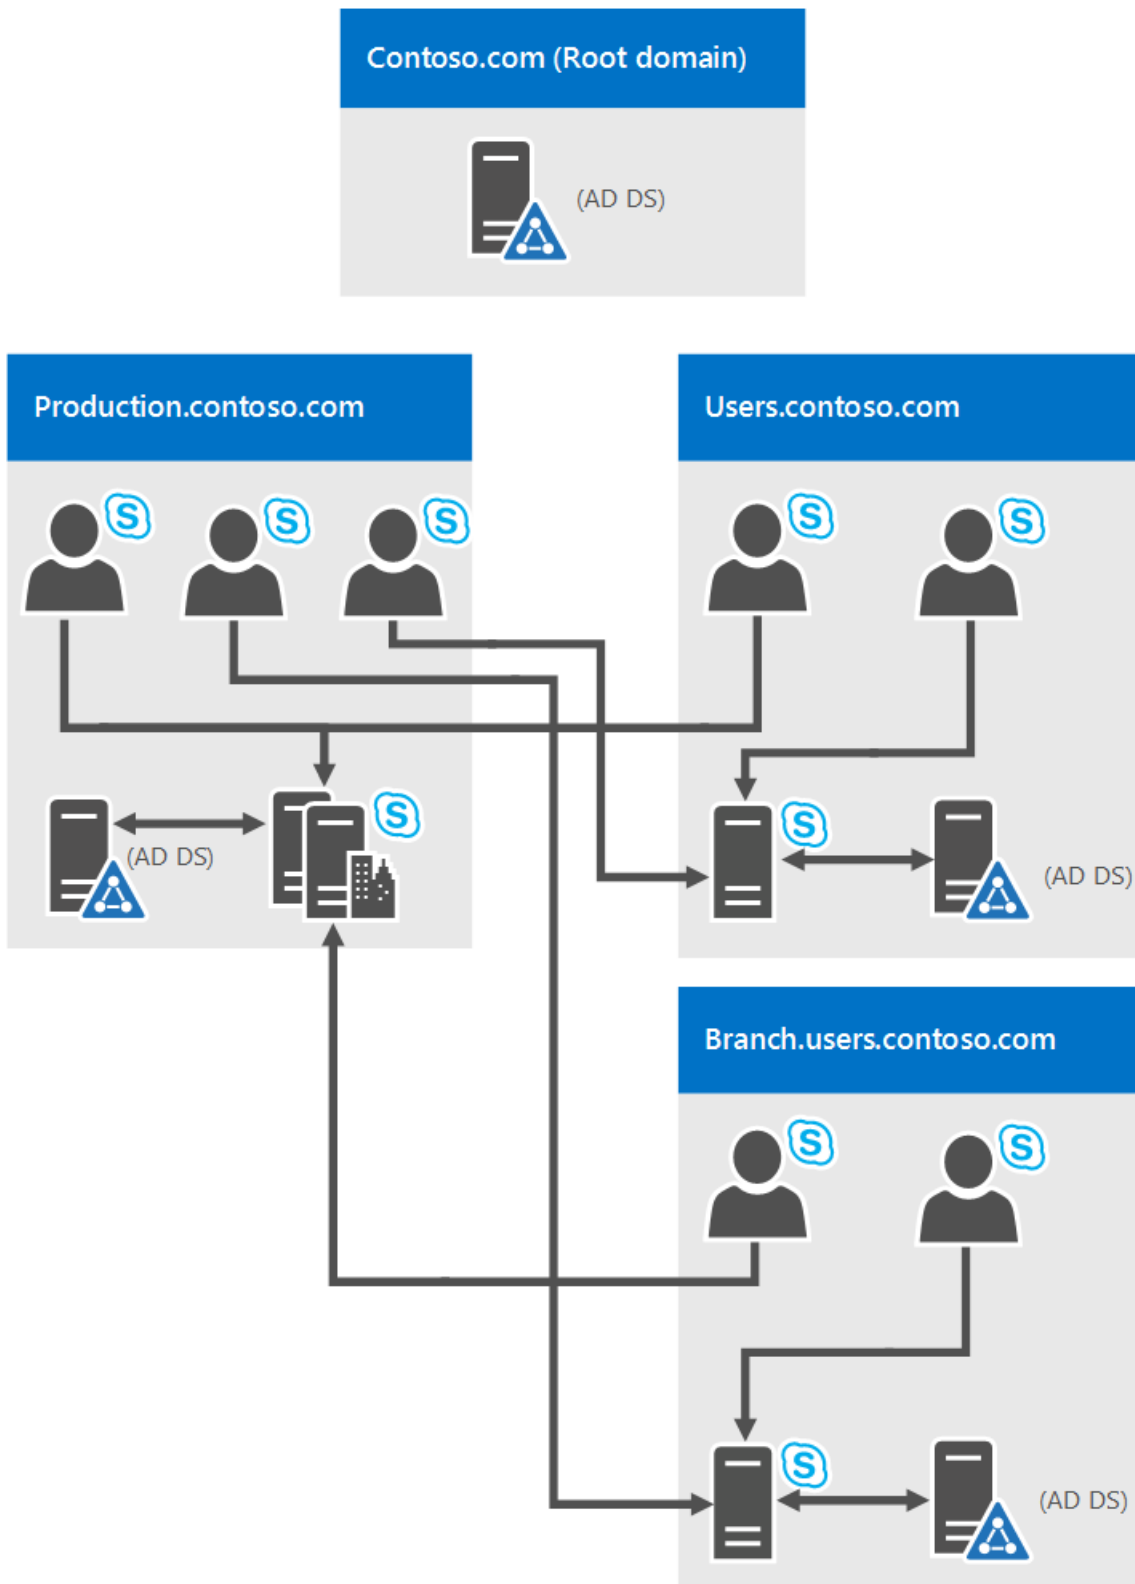 Contoso.com (Root domain)
(AD DS)
Production.contoso.com
S
S
S
S
(AD DS)
Users.contoso.com
S
S
S
(AD DS)
Branch.users.contoso.com
S
S
S
(AD DS)